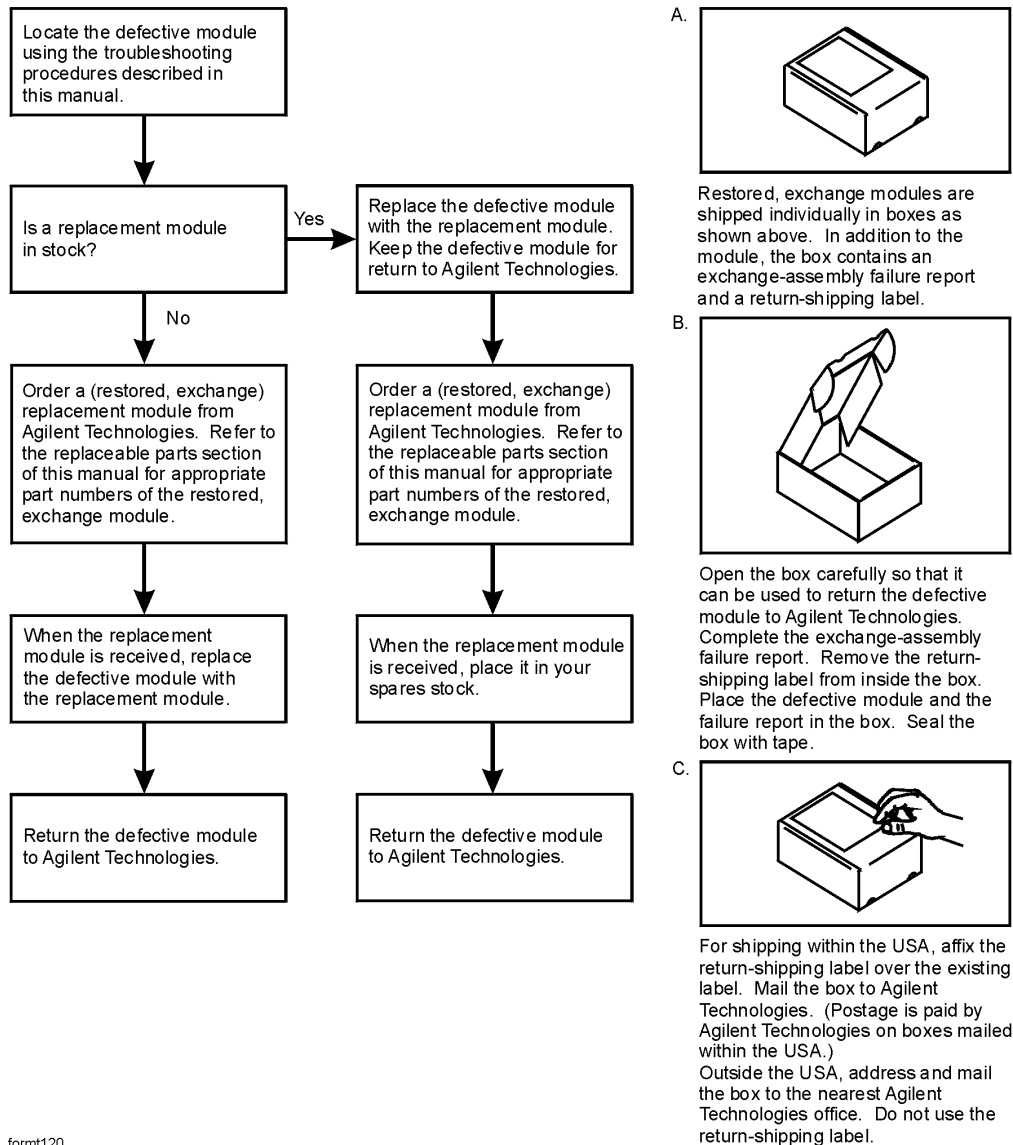 Locate the defective module
using the troubleshooting
procedures described in
this manual.
Is a replacement module
in stock?
Yes
No
Replace the defective module
with the replacement module.
Keep the defective module for
return to Agilent Technologies.
Order a (restored, exchange)
replacement module from
Agilent Technologies. Refer to
the replaceable parts section
of this manual for appropriate
part numbers of the restored,
exchange module.
Order a (restored, exchange)
replacement module from
Agilent Technologies. Refer to
the replaceable parts section
of this manual for appropriate
part numbers of the restored,
exchange module.
When the replacement
module is received, replace
the defective module with
the replacement module.
When the replacement module
is received, place it in your
spares stock.
Return the defective module
to Agilent Technologies.
Return the defective module
to Agilent Technologies.
A.
Restored, exchange modules are
shipped individually in boxes as
shown above. In addition to the
module, the box contains an
exchange-assembly failure report
and a return-shipping label.
B.
Open the box carefully so that it
can be used to return the defective
module to Agilent Technologies.
Complete the exchange-assembly
failure report. Remove the return-
shipping label from inside the box.
Place the defective module and the
failure report in the box. Seal the
box with tape.
C.
For shipping within the USA, affix the
return-shipping label over the existing
label. Mail the box to Agilent
Technologies. (Postage is paid by
Agilent Technologies on boxes mailed
within the USA.)
Outside the USA, address and mail
the box to the nearest Agilent
Technologies office. Do not use the
return-shipping label.
formt120